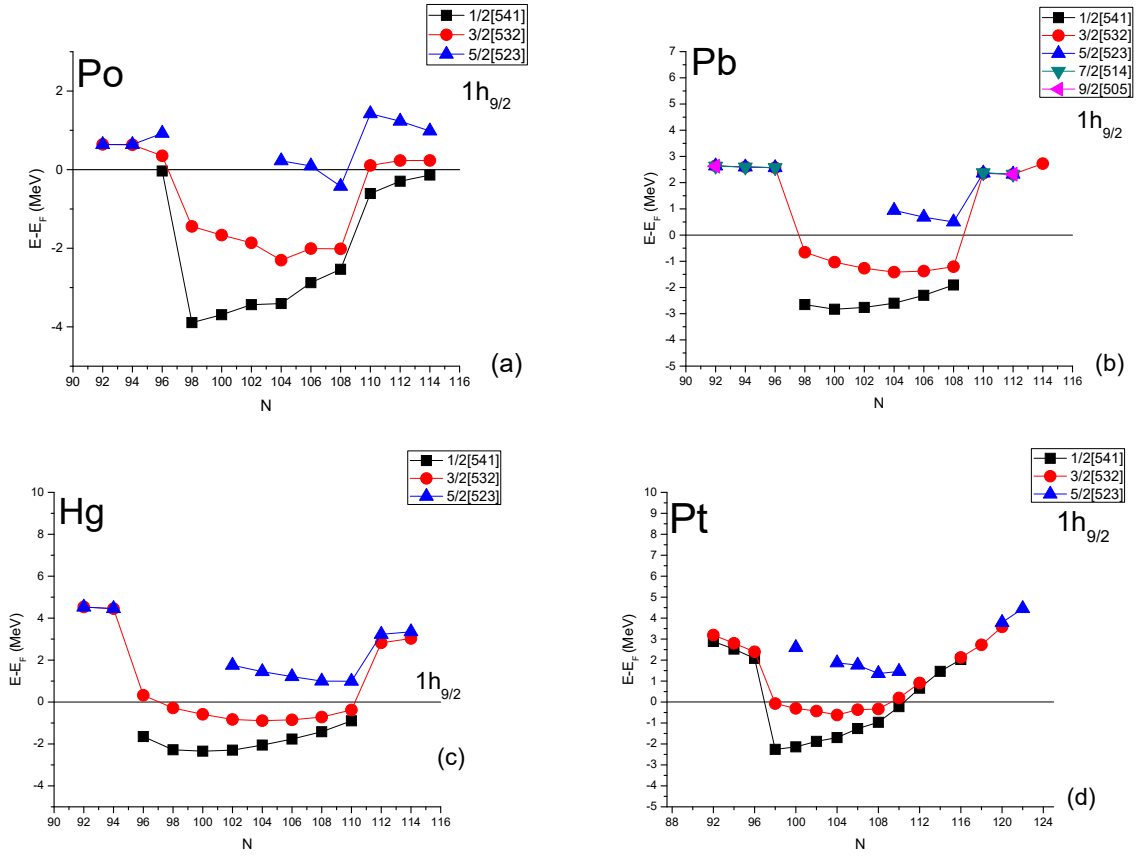 1/2[541]
3/2[532]
5/2[523]
Po
1h9/2
E-EF (MeV)
2
0
-2
-4
90 92 94 96 98 100 102 104 106 108 110 112 114 116
N
(a)
1/2[541]
3/2[532]
5/2[523]
7/2[514]
9/2[505]
Pb
1h9/2
E-EF (MeV)
7
6
5
4
3
2
1
0
-1
-2
-3
-4
-5
90 92 94 96 98 100 102 104 106 108 110 112 114 116
N
(b)
1/2[541]
3/2[532]
5/2[523]
Hg
1h9/2
E-EF (MeV)
10
8
6
4
2
0
-2
-4
90 92 94 96 98 100 102 104 106 108 110 112 114 116
N
(c)
1/2[541]
3/2[532]
5/2[523]
Pt
1h9/2
E-EF (MeV)
10
9
8
7
6
5
4
3
2
1
0
-1
-2
-3
-4
-5
88 92 96 100 104 108 112 116 120 124
N
(d)